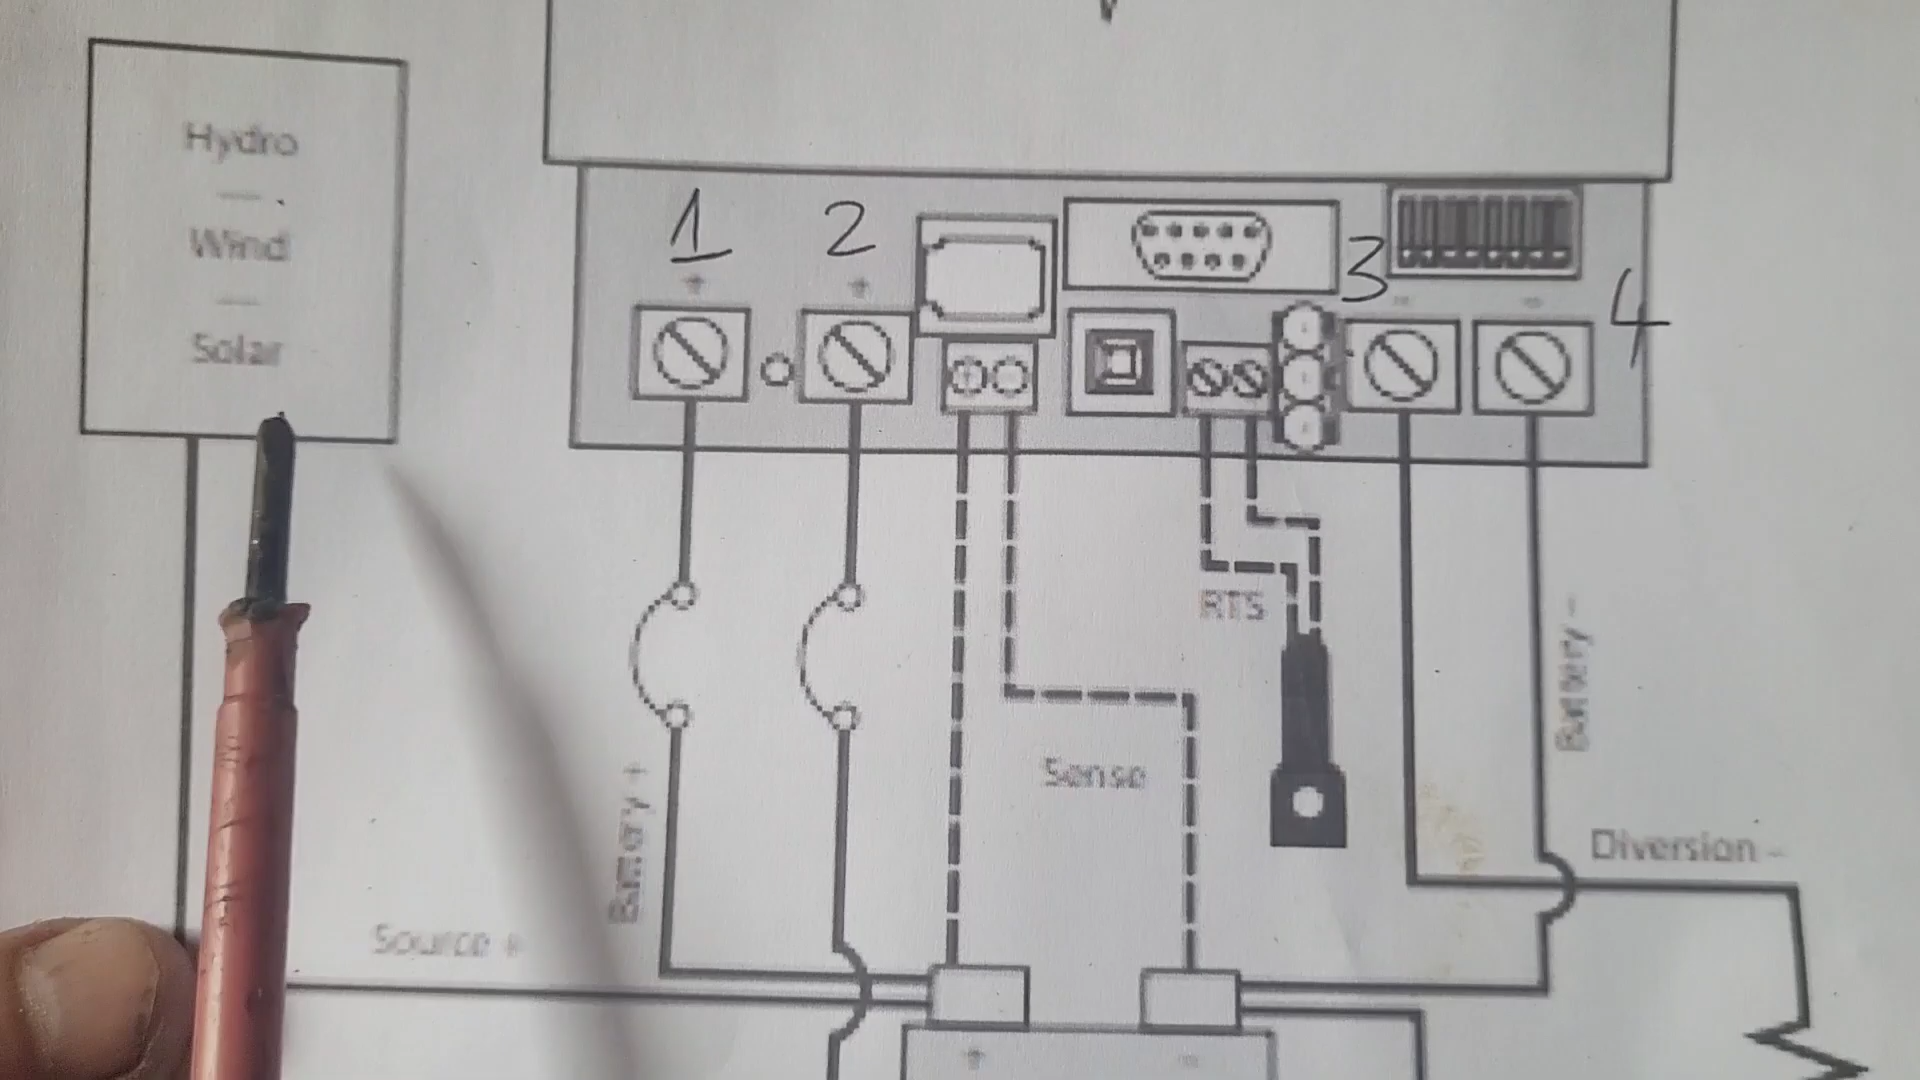 Hydro
Wind
Solar
1
2
3
4
+
+
-
-
RTS
Battery -
Sense
Battery +
Diversion -
Source +
+
-